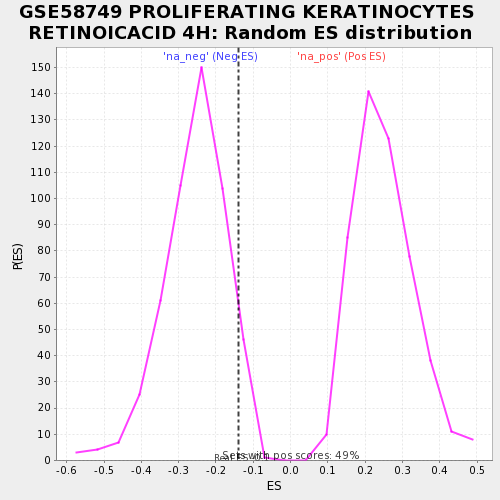 GSE58749 PROLIFERATING KERATINOCYTES
RETINOICACID 4H: Random ES distribution
'na_neg' (Neg ES)
'na_pos' (Pos ES)
150
140
130
120
110
100
90
80
70
60
50
40
30
20
10
0
P(ES)
Sets with pos scores: 49%
Real ES
-0.6 -0.5 -0.4 -0.3 -0.2 -0.1 0.0 0.1 0.2 0.3 0.4 0.5
ES